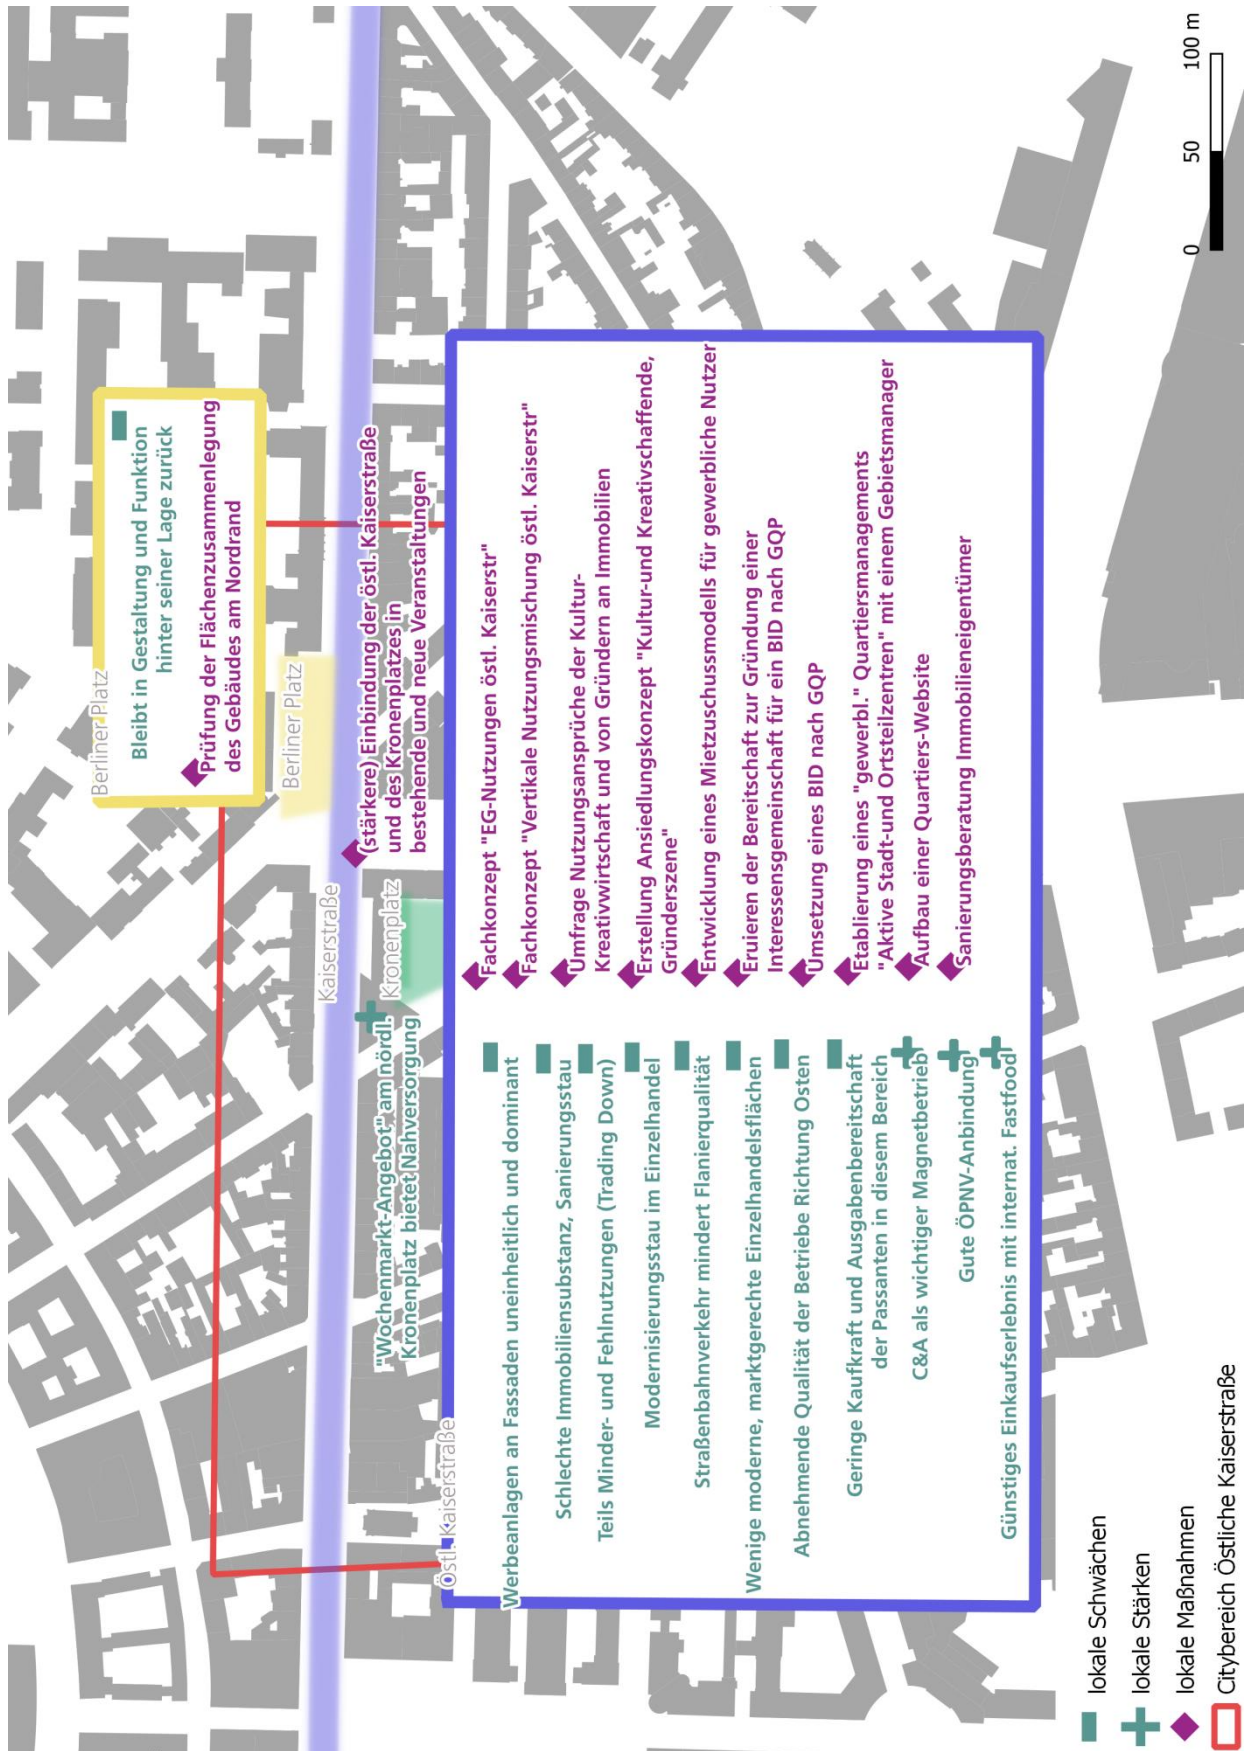 Berliner Platz
Bleibt in Gestaltung und Funktion
hinter seiner Lage zurück
Prüfung der Flächenzusammenlegung
des Gebäudes am Nordrand
Berliner Platz
Kaiserstraße
(stärkere) Einbindung der östl. Kaiserstraße
und des Kronenplatzes in
bestehende und neue Veranstaltungen
Kronenplatz
"Wochenmarkt-Angebot" am nördl.
Kronenplatz bietet Nahversorgung
Östl. Kaiserstraße
Werbeanlagen an Fassaden uneinheitlich und dominant
Schlechte Immobiliensubstanz, Sanierungsstau
Teils Minder- und Fehlnutzungen (Trading Down)
Modernisierungsstau im Einzelhandel
Straßenbahnverkehr mindert Flanierqualität
Wenige moderne, marktgerechte Einzelhandelsflächen
Abnehmende Qualität der Betriebe Richtung Osten
Geringe Kaufkraft und Ausgabenbereitschaft
der Passanten in diesem Bereich
C&A als wichtiger Magnetbetrieb
Gute ÖPNV-Anbindung
Günstiges Einkaufserlebnis mit internat. Fastfood
Fachkonzept "EG-Nutzungen östl. Kaiserstr"
Fachkonzept "Vertikale Nutzungsmischung östl. Kaiserstr"
Umfrage Nutzungsansprüche der Kultur-
Kreativwirtschaft und von Gründern an Immobilien
Erstellung Ansiedlungskonzept "Kultur-und Kreativschaffende,
Gründerszene"
Entwicklung eines Mietzuschussmodells für gewerbliche Nutzer
Eruieren der Bereitschaft zur Gründung einer
Interessensgemeinschaft für ein BID nach GQP
Umsetzung eines BID nach GQP
Etablierung eines "gewerbl." Quartiersmanagements
"Aktive Stadt-und Ortsteilzentren" mit einem Gebietsmanager
Aufbau einer Quartiers-Website
Sanierungsberatung Immobilieneigentümer
lokale Schwächen
lokale Stärken
lokale Maßnahmen
Citybereich Östliche Kaiserstraße
0 50 100 m